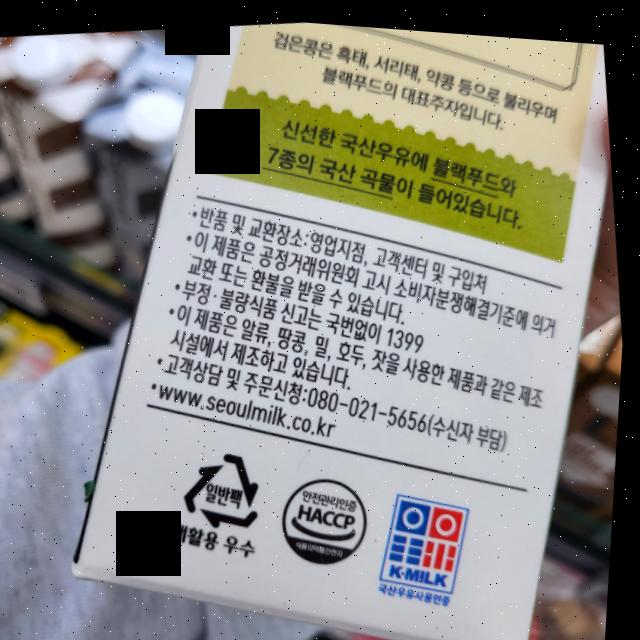 검은콩은 흑태, 서리태, 약콩 등으로 불리우며
블랙푸드의 대표주자입니다.
신선한 국산우유에 블랙푸드와
7종의 국산 곡물이 들어있습니다.
•반품 및 교환장소:영업지점, 고객센터 및 구입처
•이 제품은 공정거래위원회 고시 소비자분쟁해결기준에 의거
교환 또는 환불을 받을 수 있습니다.
•부정·불량식품 신고는 국번없이 1399
•이 제품은 알류, 땅콩, 밀, 호두, 잣을 사용한 제품과 같은 제조
시설에서 제조하고 있습니다.
•고객상담 및 주문신청:080-021-5656(수신자 부담)
•www.seoulmilk.co.kr
일반팩
재활용 우수
안전관리인증
HACCP
식품의약품안전처
K·MILK
국산우유사용인증